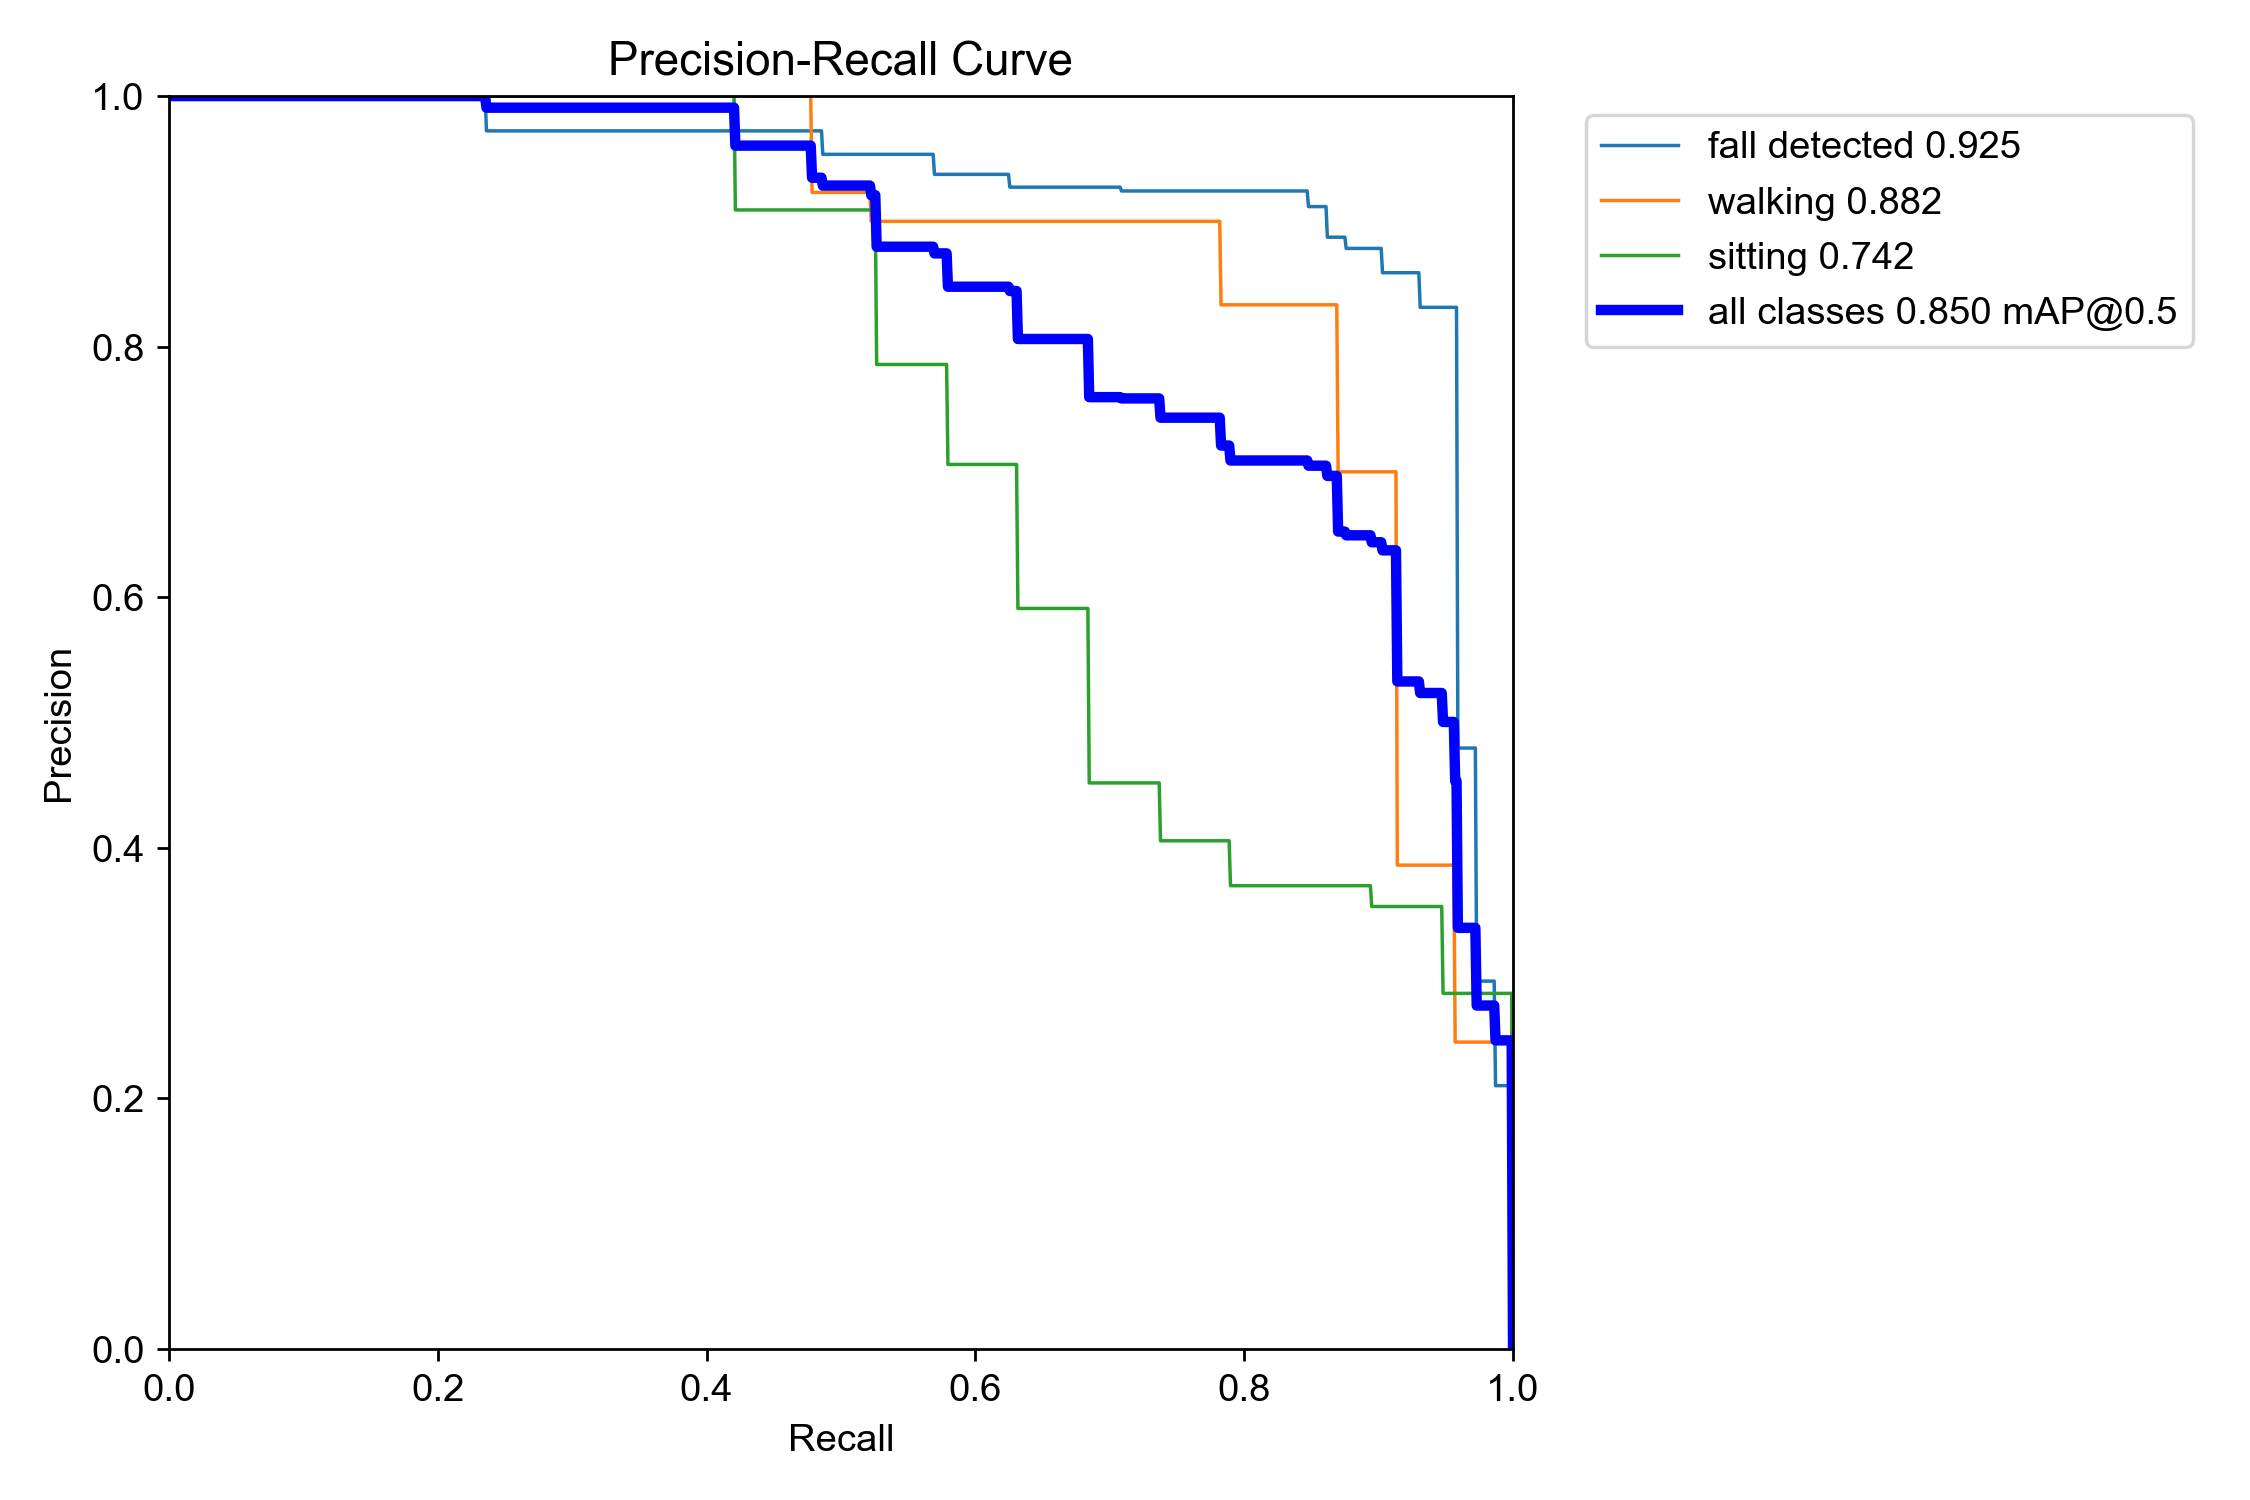 Precision-Recall Curve
1.0
0.8
0.6
0.4
0.2
0.0
Precision
0.0 0.2 0.4 0.6 0.8 1.0
Recall
fall detected 0.925
walking 0.882
sitting 0.742
all classes 0.850 mAP@0.5